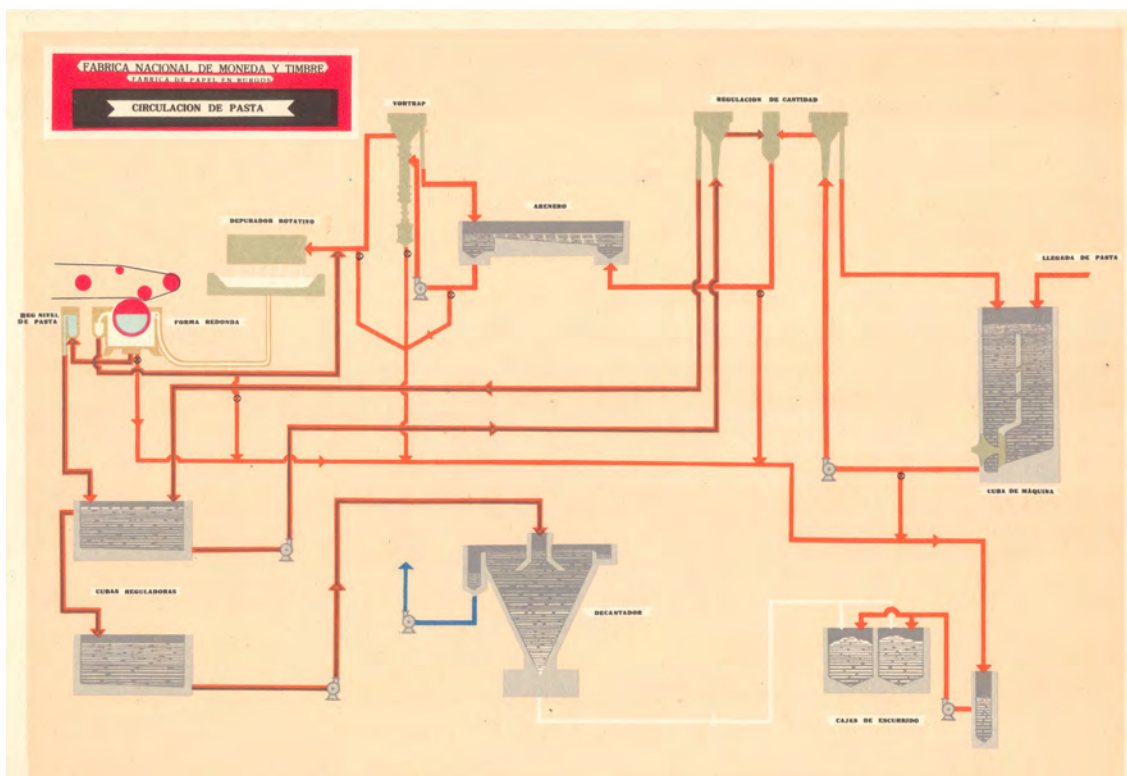 FABRICA NACIONAL DE MONEDA Y TIMBRE
FABRICA DE PAPEL EN BURGOS
CIRCULACION DE PASTA
VORTRAP
REGULACION DE CANTIDAD
ARENERO
DEPURADOR ROTATIVO
LLEGADA DE PASTA
REG NIVEL
DE PASTA
FORMA REDONDA
CUBA DE MÁQUINA
CUBAS REGULADORAS
DECANTADOR
CAJAS DE ESCURRIDO